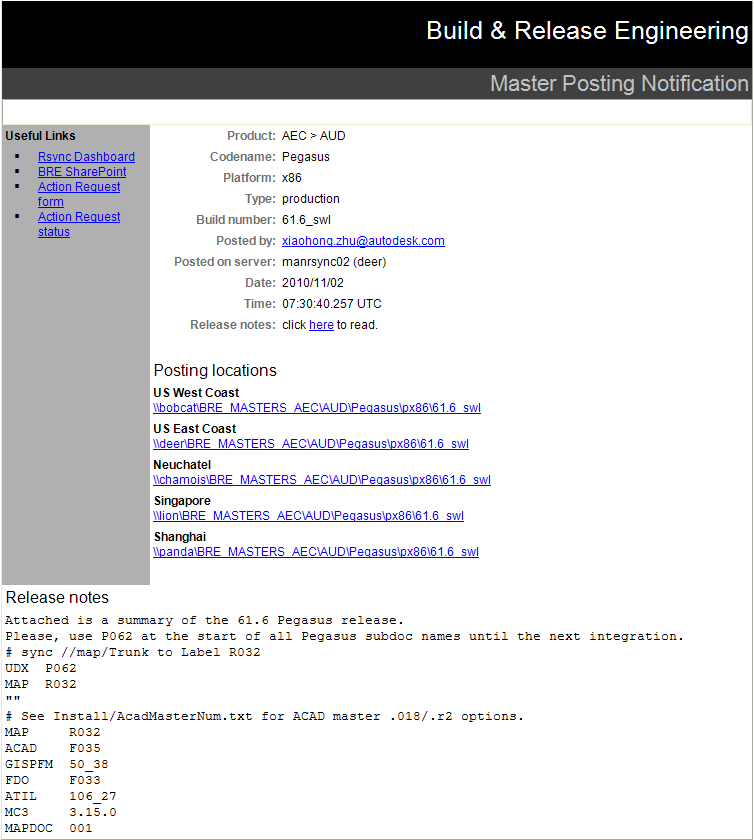 Build & Release Engineering
Master Posting Notification
Useful Links
Rsync Dashboard
BRE SharePoint
Action Request
form
Action Request
status
Product: AEC > AUD
Codename: Pegasus
Platform: x86
Type: production
Build number: 61.6_swl
Posted by: xiaohong.zhu@autodesk.com
Posted on server: manrsync02 (deer)
Date: 2010/11/02
Time: 07:30:40.257 UTC
Release notes: click here to read.
Posting locations
US West Coast
\\bobcat\BRE_MASTERS_AEC\AUD\Pegasus\px86\61.6_swl
US East Coast
\\deer\BRE_MASTERS_AEC\AUD\Pegasus\px86\61.6_swl
Neuchatel
\\chamois\BRE_MASTERS_AEC\AUD\Pegasus\px86\61.6_swl
Singapore
\\lion\BRE_MASTERS_AEC\AUD\Pegasus\px86\61.6_swl
Shanghai
\\panda\BRE_MASTERS_AEC\AUD\Pegasus\px86\61.6_swl
Release notes
Attached is a summary of the 61.6 Pegasus release.
Please, use P062 at the start of all Pegasus subdoc names until the next integration.
# sync //map/Trunk to Label R032
UDX  P062
MAP  R032
""
# See Install/AcadMasterNum.txt for ACAD master .018/.r2 options.
MAP     R032
ACAD    F035
GISPFM  50_38
FDO     F033
ATIL    106_27
MC3     3.15.0
MAPDOC  001